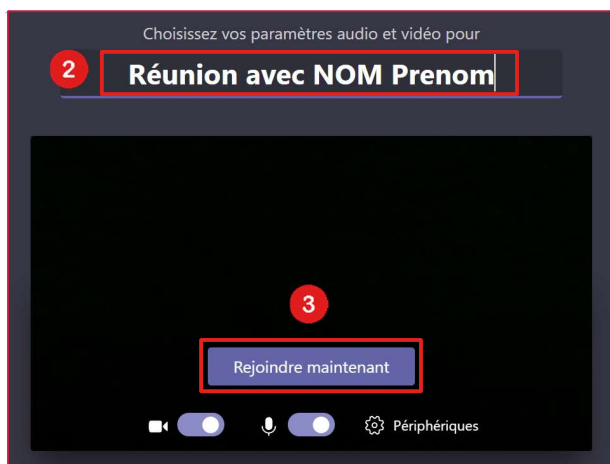 Choisissez vos paramètres audio et vidéo pour
2
Réunion avec NOM Prenom
3
Rejoindre maintenant
Périphériques